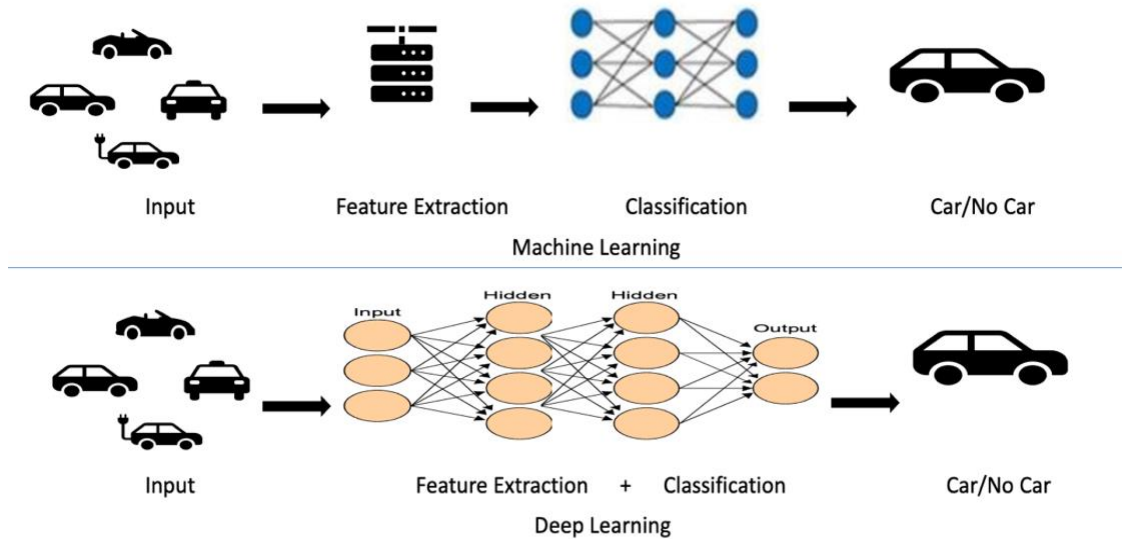 Input Feature Extraction Classification Car/No Car
Machine Learning
Hidden Hidden
Input Output
Input Feature Extraction + Classification Car/No Car
Deep Learning